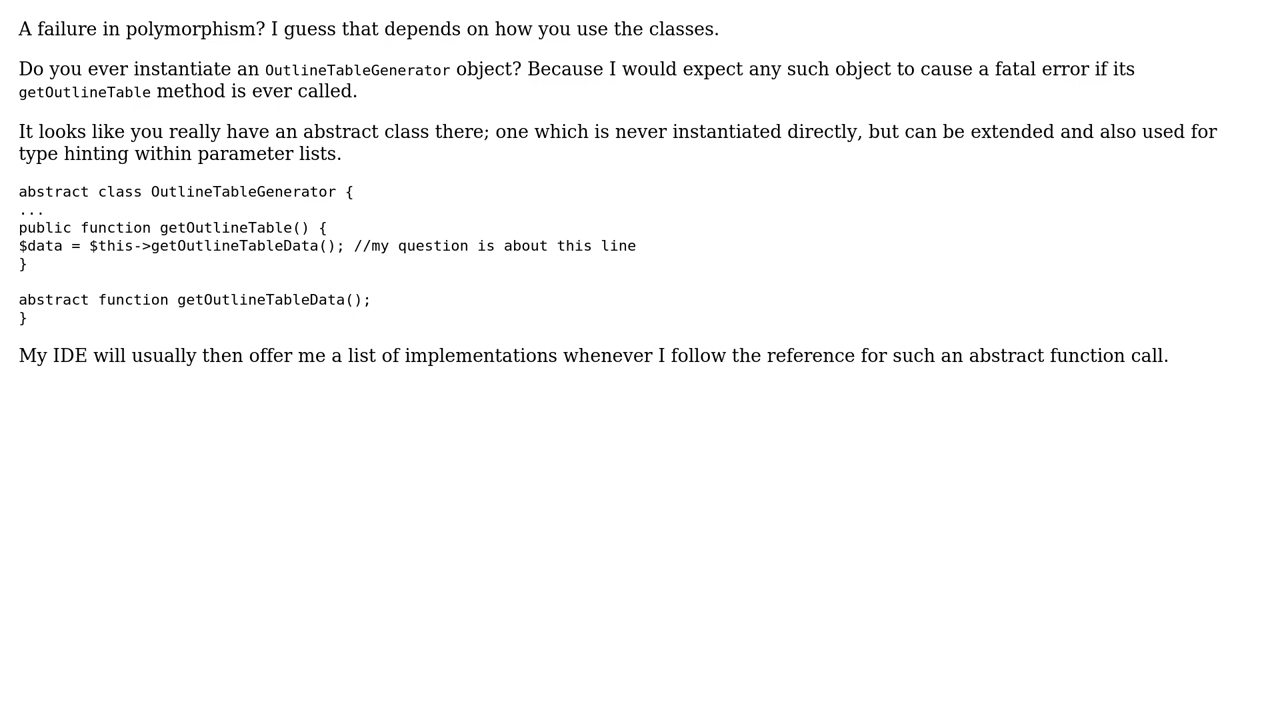 A failure in polymorphism? I guess that depends on how you use the classes.
Do you ever instantiate an OutlineTableGenerator object? Because I would expect any such object to cause a fatal error if its
getOutlineTable method is ever called.
It looks like you really have an abstract class there; one which is never instantiated directly, but can be extended and also used for
type hinting within parameter lists.
abstract class OutlineTableGenerator {
...
public function getOutlineTable() {
$data = $this->getOutlineTableData(); //my question is about this line
}
abstract function getOutlineTableData();
}
My IDE will usually then offer me a list of implementations whenever I follow the reference for such an abstract function call.